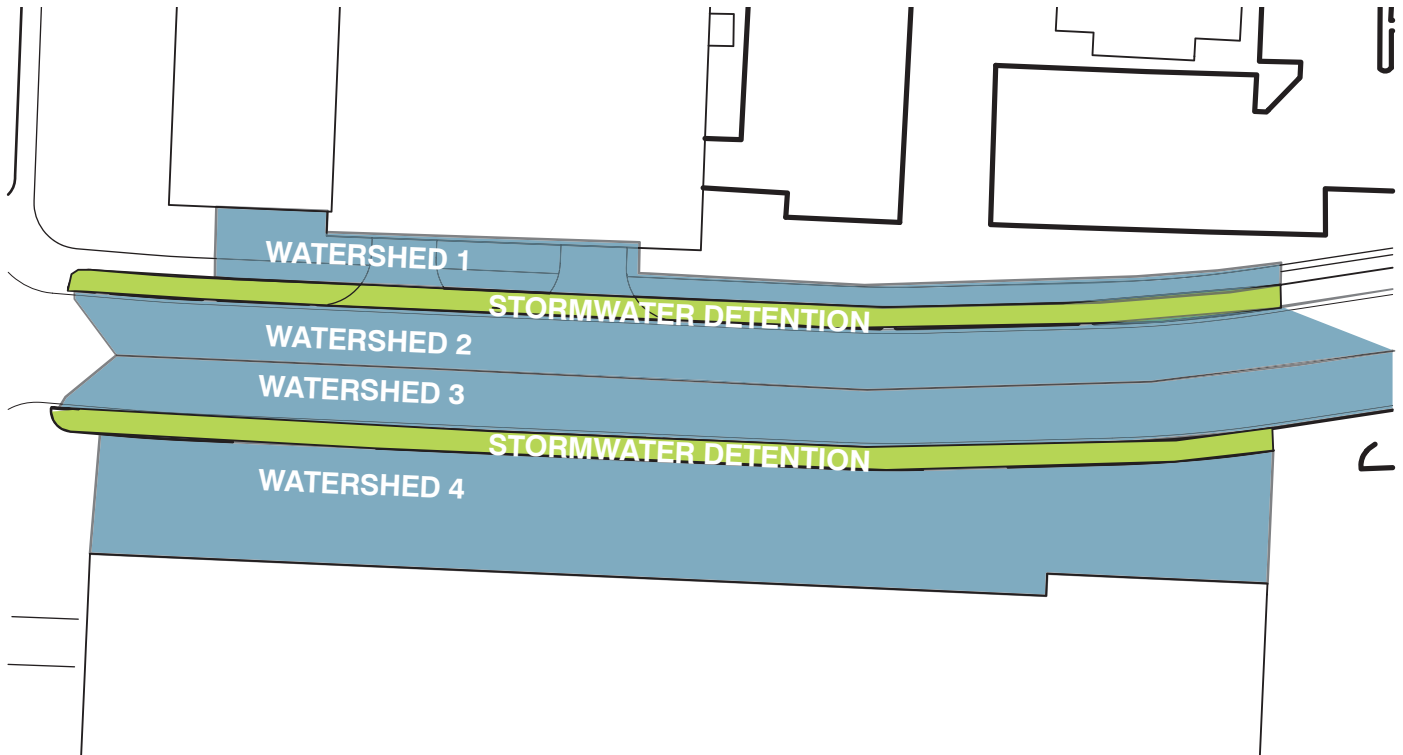 WATERSHED 1
STORMWATER DETENTION
WATERSHED 2
WATERSHED 3
STORMWATER DETENTION
WATERSHED 4